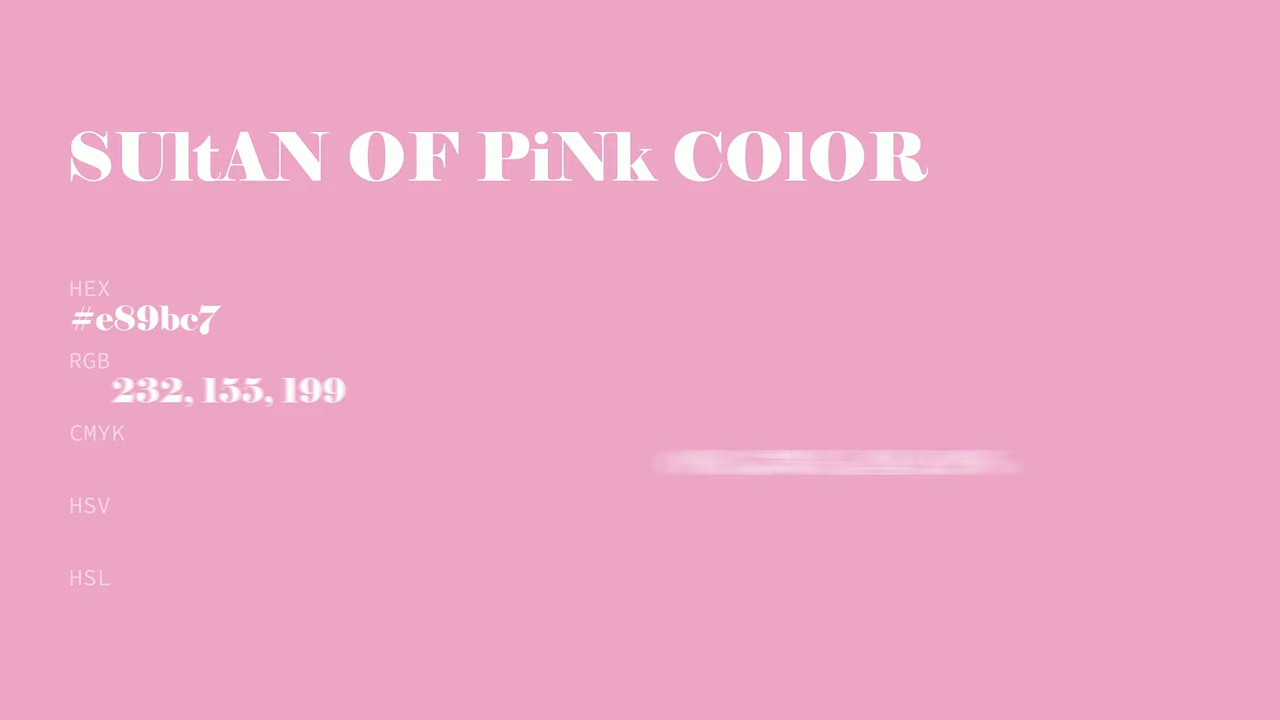 SUltAN OF PiNk COlOR
HEX
#e89bc7
RGB
232, 155, 199
CMYK
HSV
HSL